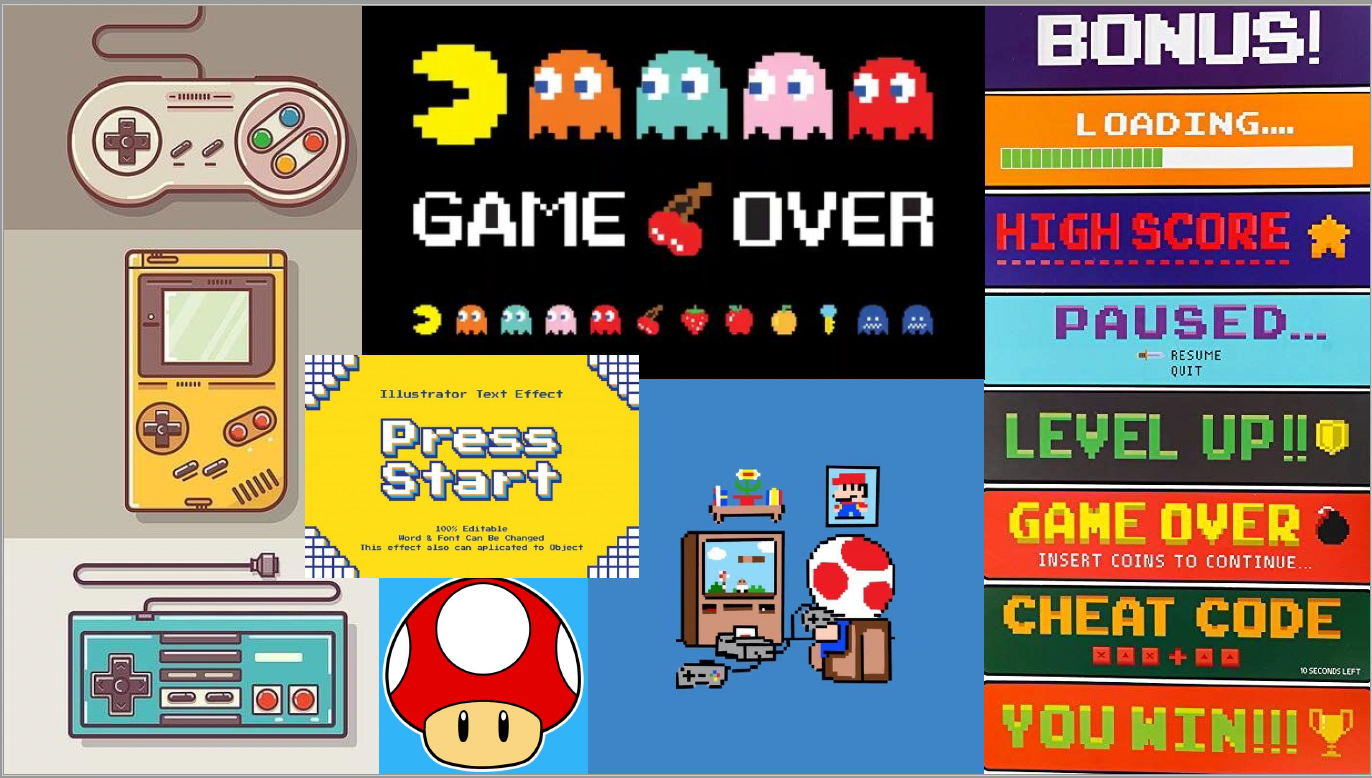 GAME OVER
Illustrator Text Effect
Press
Start
100% Editable
Word & Font Can Be Changed
This effect also can aplicated to Object
BONUS!
LOADING....
HIGH SCORE
PAUSED...
RESUME
QUIT
LEVEL UP!!
GAME OVER
INSERT COINS TO CONTINUE...
CHEAT CODE
10 SECONDS LEFT
YOU WIN!!!